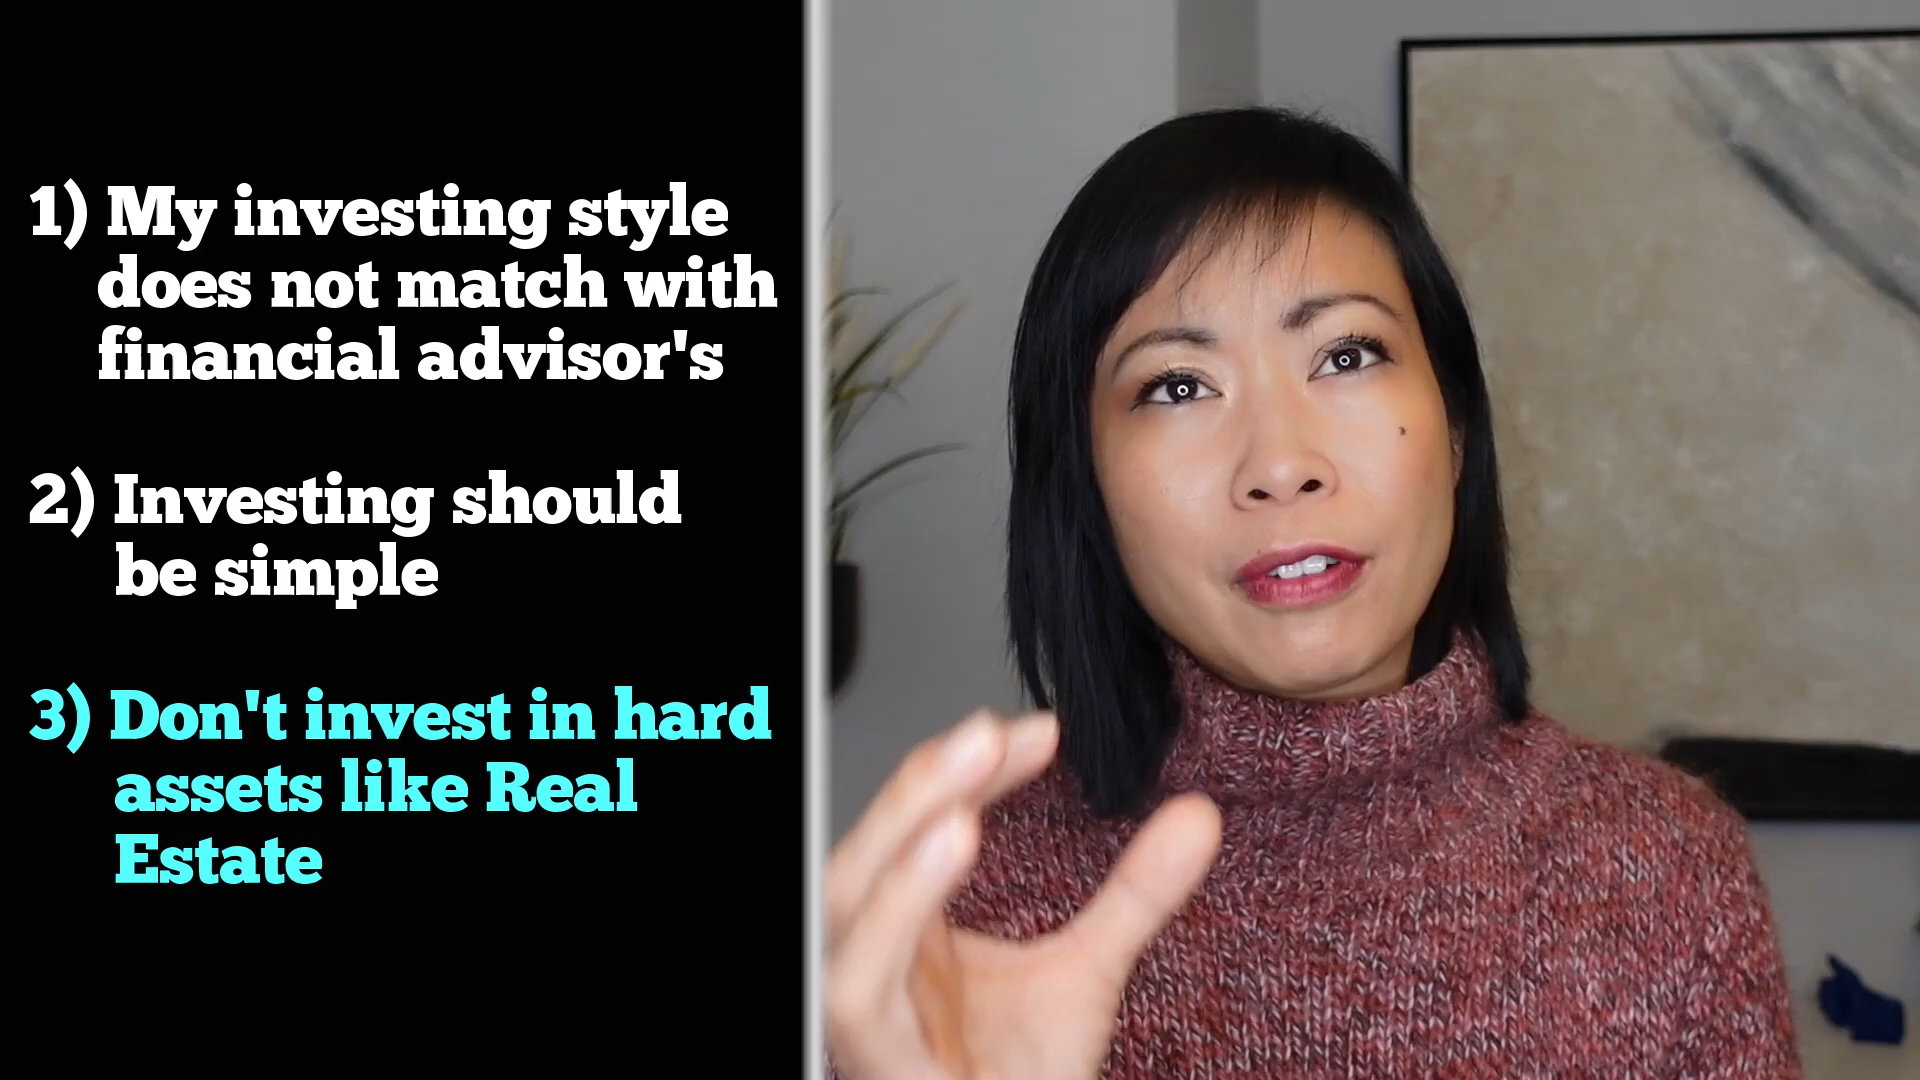 1) My investing style
does not match with
financial advisor's
2) Investing should
be simple
3) Don't invest in hard
assets like Real
Estate